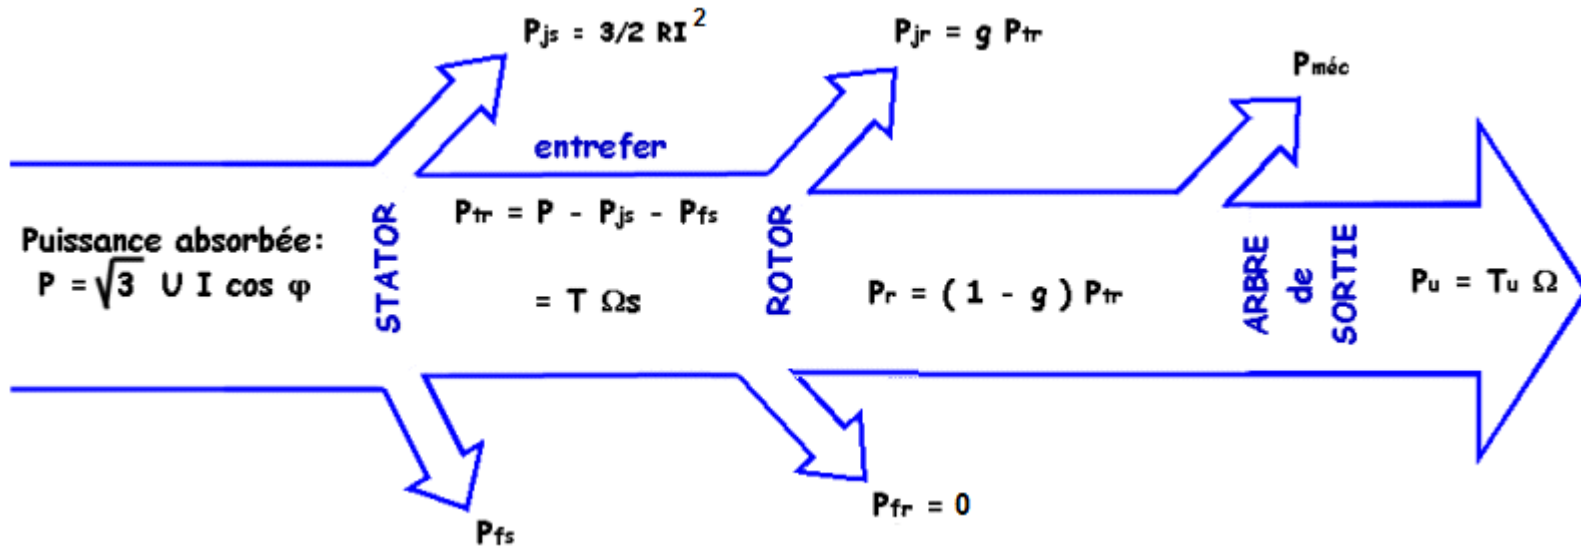 Pjs = 3/2 RI²
Pjr = g Ptr
Pméc
entrefer
Puissance absorbée:
P = √3 U I cos φ
STATOR
Ptr = P - Pjs - Pfs
= T Ωs
ROTOR
Pr = ( 1 - g ) Ptr
ARBRE
de
SORTIE
Pu = Tu Ω
Pfs
Pfr = 0